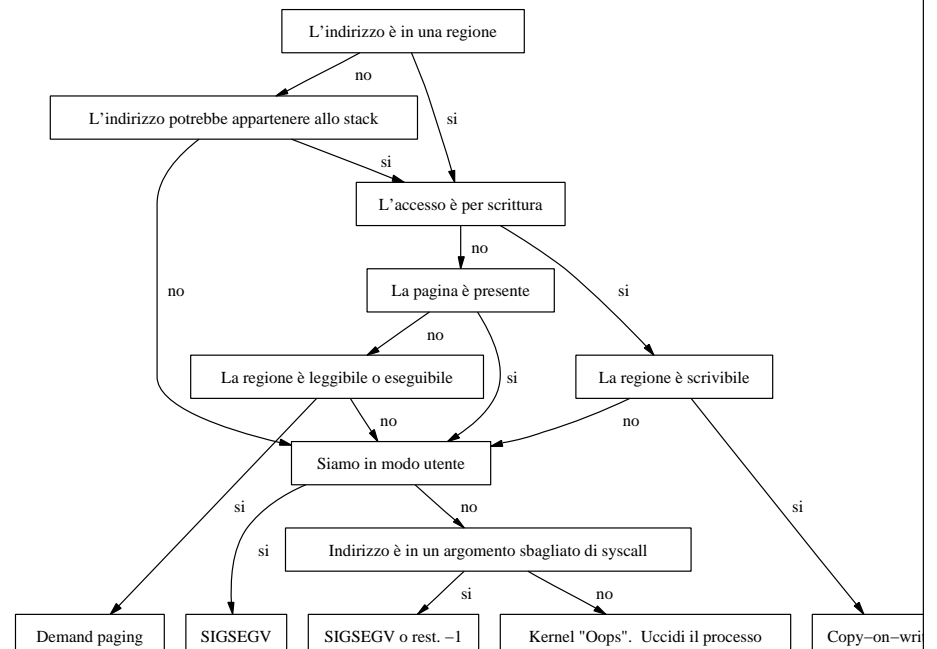 L'indirizzo è in una regione
no
L'indirizzo potrebbe appartenere allo stack
si
si
L'accesso è per scrittura
no
no
La pagina è presente
si
no
La regione è leggibile o eseguibile
si
La regione è scrivibile
no
no
Siamo in modo utente
si
si
no
si
Indirizzo è in un argomento sbagliato di syscall
si
no
Demand paging
SIGSEGV
SIGSEGV o rest. −1
Kernel "Oops". Uccidi il processo